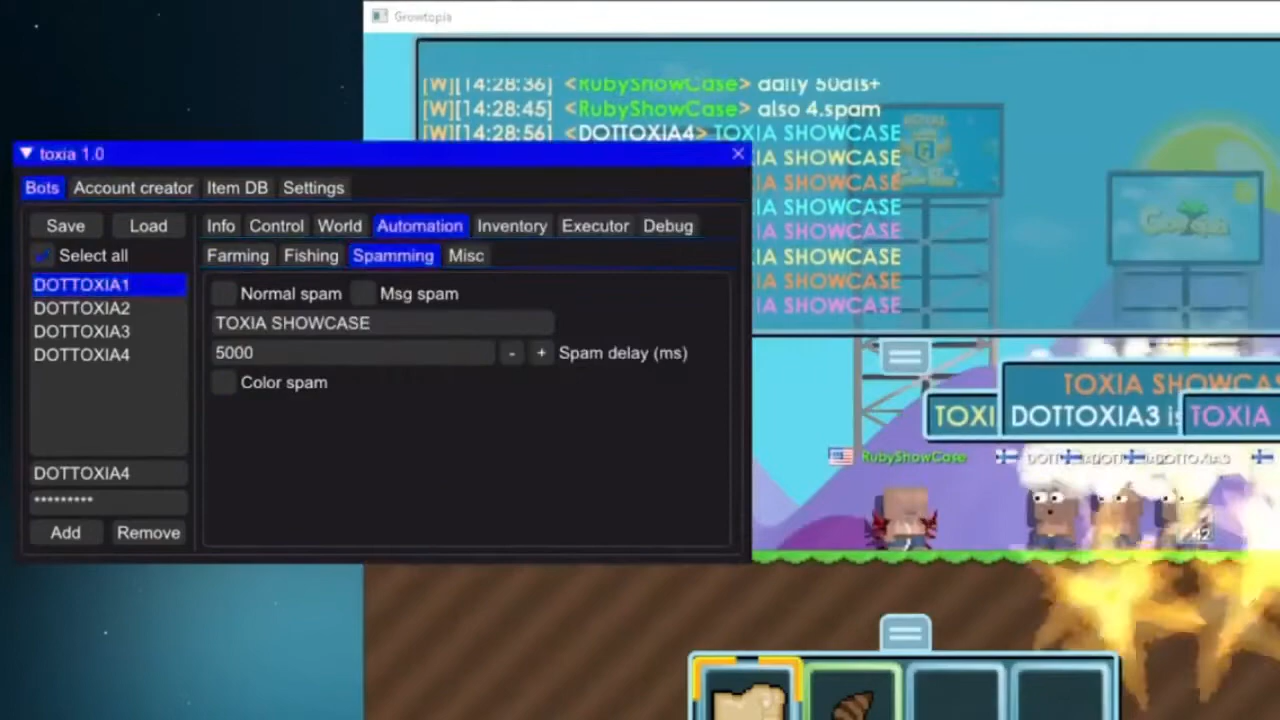 Growtopia
[W][14:28:36] <RubyShowCase> daily 50dls+
[W][14:28:45] <RubyShowCase> also 4.spam
[W][14:28:56] <DOTTOXIA4> TOXIA SHOWCASE
IA SHOWCASE
IA SHOWCASE
IA SHOWCASE
IA SHOWCASE
IA SHOWCASE
IA SHOWCASE
IA SHOWCASE
toxia 1.0
Bots Account creator Item DB Settings
Save Load
Info Control World Automation Inventory Executor Debug
Select all
Farming Fishing Spamming Misc
DOTTOXIA1
DOTTOXIA2
DOTTOXIA3
DOTTOXIA4
Normal spam Msg spam
TOXIA SHOWCASE
5000 - + Spam delay (ms)
Color spam
DOTTOXIA4
*********
Add Remove
TOXIA SHOWCAS
TOXI DOTTOXIA3 is TOXIA
RubyShowCase